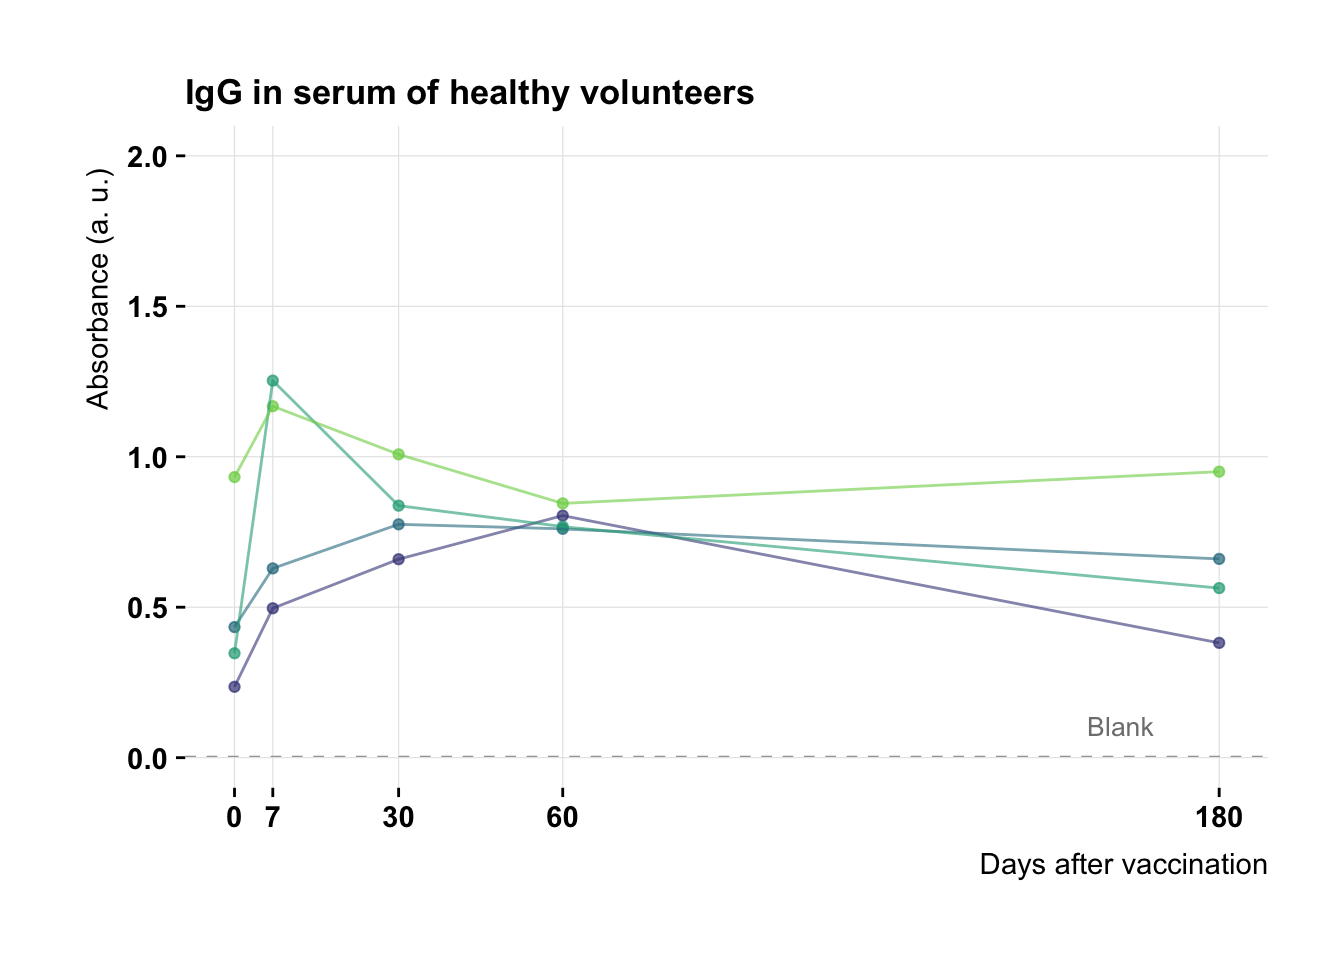 IgG in serum of healthy volunteers
Absorbance (a. u.)
2.0
1.5
1.0
0.5
0.0
Blank
0 7 30 60 180
Days after vaccination